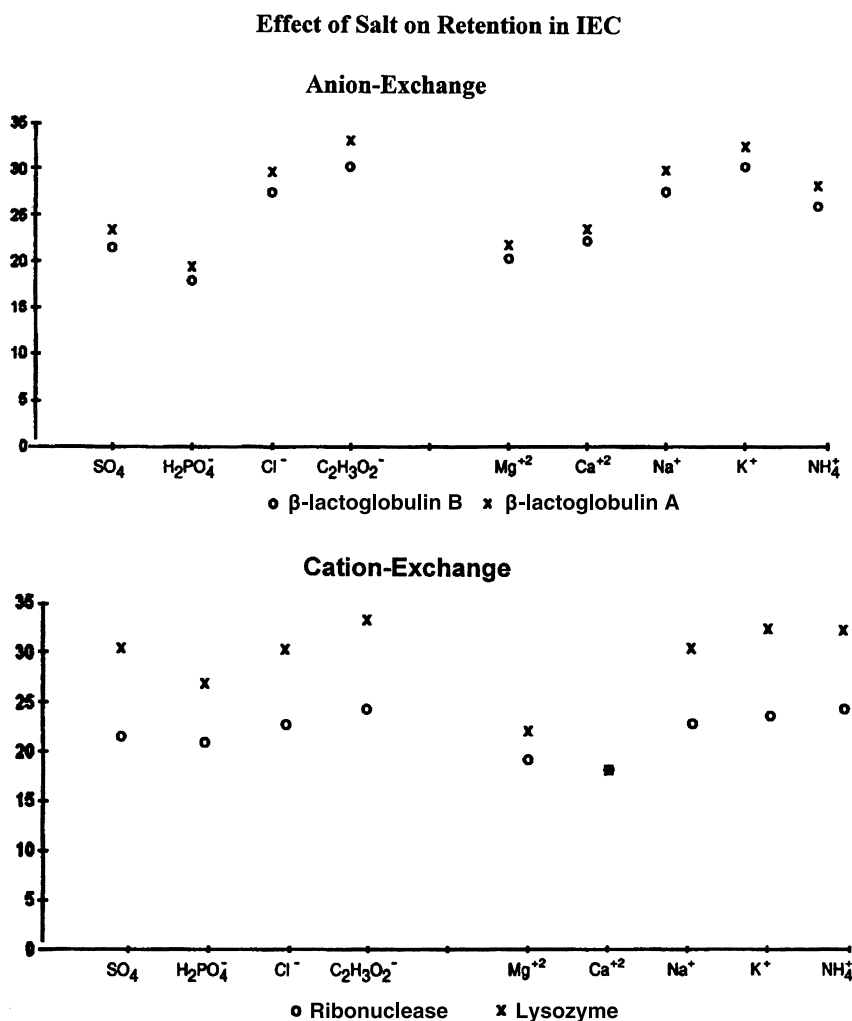 Effect of Salt on Retention in IEC
Anion-Exchange
35
30
25
20
15
10
5
0
SO₄ H₂PO₄⁻ Cl⁻ C₂H₃O₂⁻ Mg⁺² Ca⁺² Na⁺ K⁺ NH₄⁺
o β-lactoglobulin B x β-lactoglobulin A
Cation-Exchange
35
30
25
20
15
10
5
0
SO₄ H₂PO₄⁻ Cl⁻ C₂H₃O₂⁻ Mg⁺² Ca⁺² Na⁺ K⁺ NH₄⁺
o Ribonuclease x Lysozyme